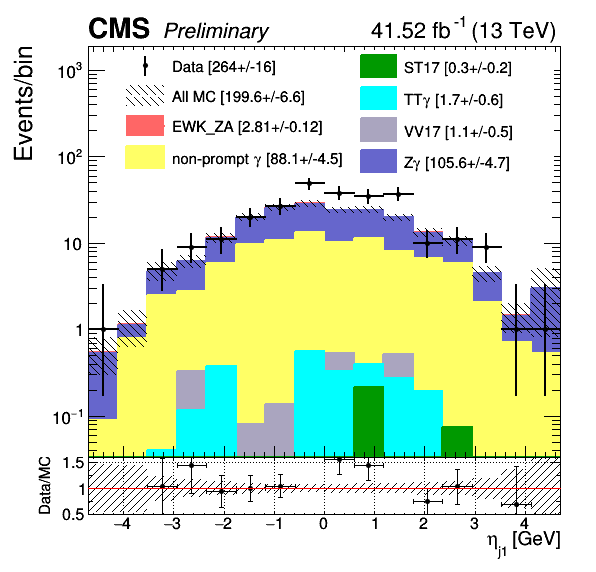 CMS Preliminary 41.52 fb⁻¹ (13 TeV)
Events/bin
10³
10²
10
1
10⁻¹
Data [264+/-16]
All MC [199.6+/-6.6]
EWK_ZA [2.81+/-0.12]
non-prompt γ [88.1+/-4.5]
ST17 [0.3+/-0.2]
TTγ [1.7+/-0.6]
VV17 [1.1+/-0.5]
Zγ [105.6+/-4.7]
Data/MC
1.5
1
0.5
−4 −3 −2 −1 0 1 2 3 4
η_j1 [GeV]